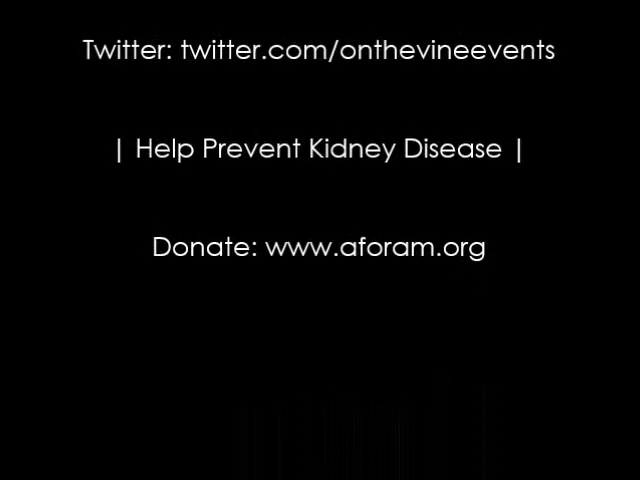 Twitter: twitter.com/onthevineevents
| Help Prevent Kidney Disease |
Donate: www.aforam.org